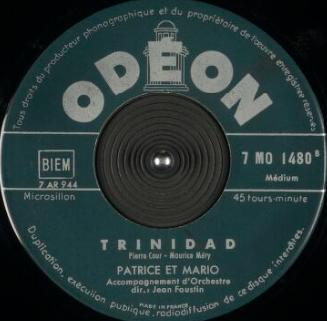 Tous droits du producteur phonographique et du propriétaire de l'oeuvre enregistrée réservés
ODEON
BIEM
7 AR 944
Microsillon
7 MO 1480 B
Médium
45 tours-minute
TRINIDAD
Pierre Cour - Maurice Méry
PATRICE ET MARIO
Accompagnement d'Orchestre
dir.: Jean Faustin
Duplication, exécution publique, radiodiffusion de ce disque interdites.
MADE IN FRANCE